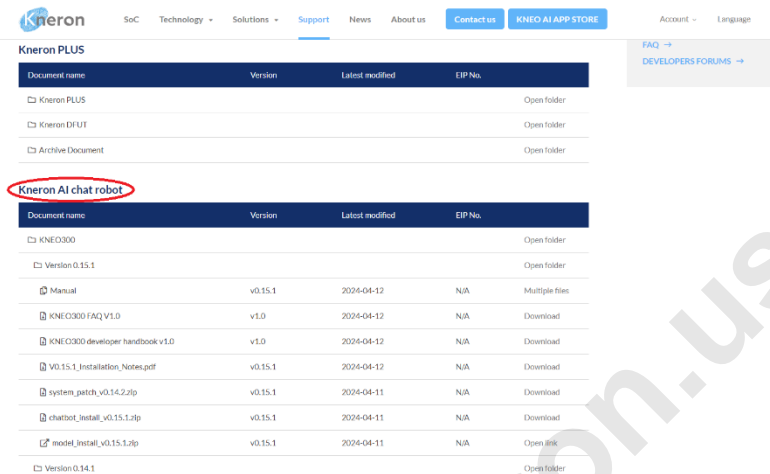 Kneron SoC Technology Solutions Support News About us Contact us KNEO AI APP STORE Account Language
FAQ →
DEVELOPERS FORUMS →
Kneron PLUS
Document name Version Latest modified EIP No.
Kneron PLUS Open folder
Kneron DFUT Open folder
Archive Document Open folder
Kneron AI chat robot
Document name Version Latest modified EIP No.
KNEO300 Open folder
Version 0.15.1 Open folder
Manual v0.15.1 2024-04-12 N/A Multiple files
KNEO300 FAQ V1.0 v1.0 2024-04-12 N/A Download
KNEO300 developer handbook v1.0 v1.0 2024-04-12 N/A Download
V0.15.1_Installation_Notes.pdf v0.15.1 2024-04-12 N/A Download
system_patch_v0.14.2.zip v0.15.1 2024-04-11 N/A Download
chatbot_install_v0.15.1.zip v0.15.1 2024-04-11 N/A Download
model_install_v0.15.1.zip v0.15.1 2024-04-11 N/A Open link
Version 0.14.1 Open folder
on.us